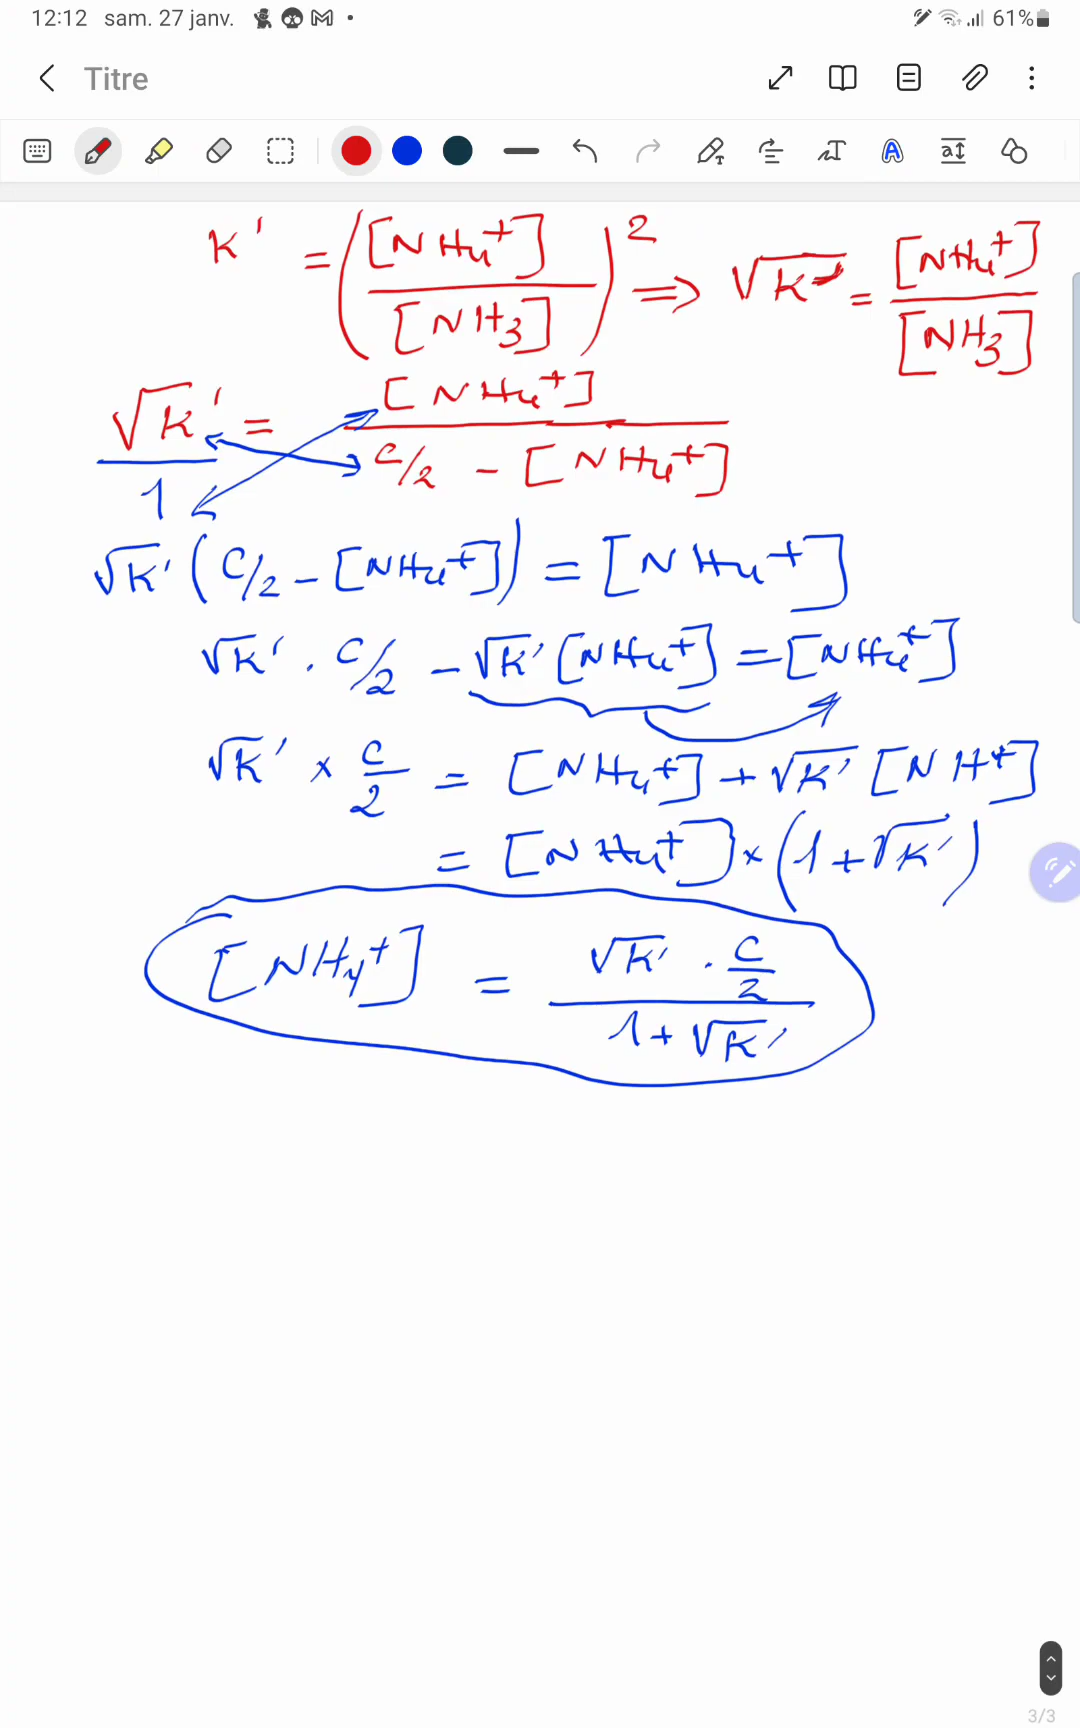 12:12 sam. 27 janv. 61%
Titre
K' = ([NH₄⁺] / [NH₃])² ⇒ √K' = [NH₄⁺] / [NH₃]
√K' / 1 = [NH₄⁺] / (C/2 - [NH₄⁺])
√K' (C/2 - [NH₄⁺]) = [NH₄⁺]
√K' . C/2 - √K' [NH₄⁺] = [NH₄⁺]
√K' × C/2 = [NH₄⁺] + √K' [NH⁺]
= [NH₄⁺] × (1 + √K')
[NH₄⁺] = (√K' . C/2) / (1 + √K')
3/3